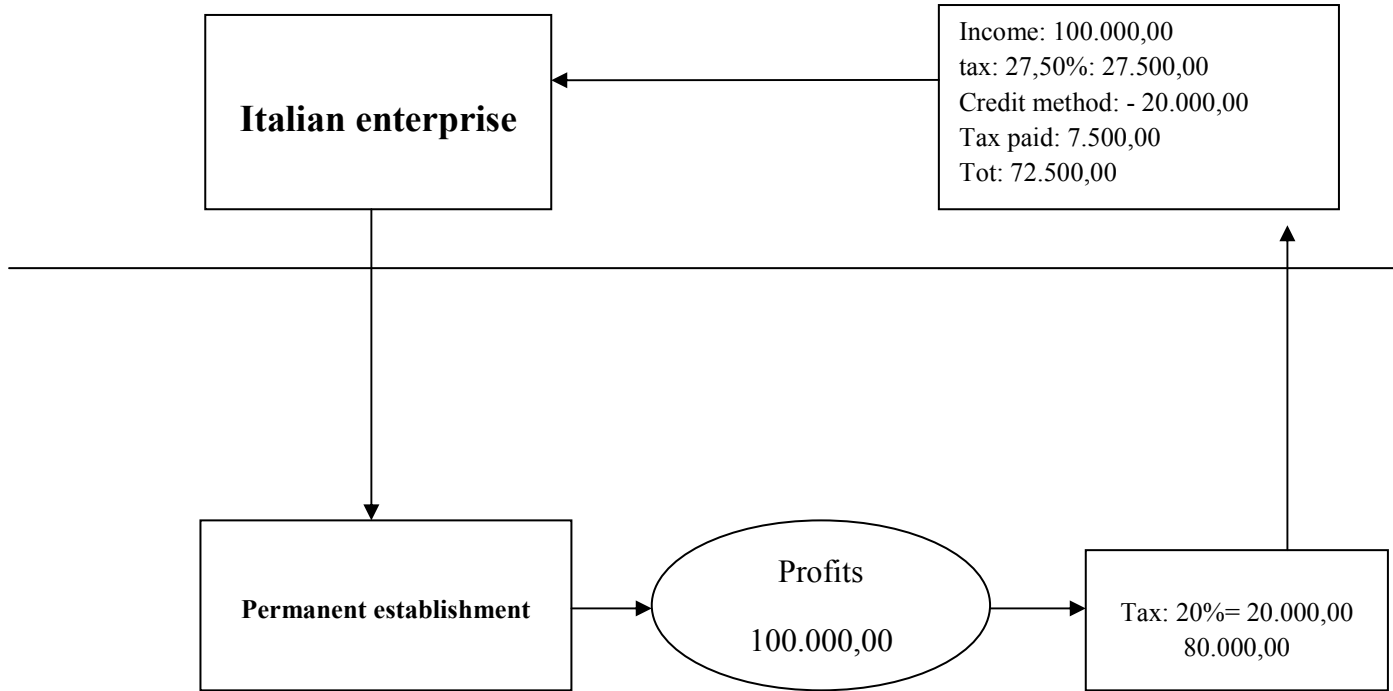 Italian enterprise
Income: 100.000,00
tax: 27,50%: 27.500,00
Credit method: - 20.000,00
Tax paid: 7.500,00
Tot: 72.500,00
Permanent establishment
Profits
100.000,00
Tax: 20%= 20.000,00
80.000,00